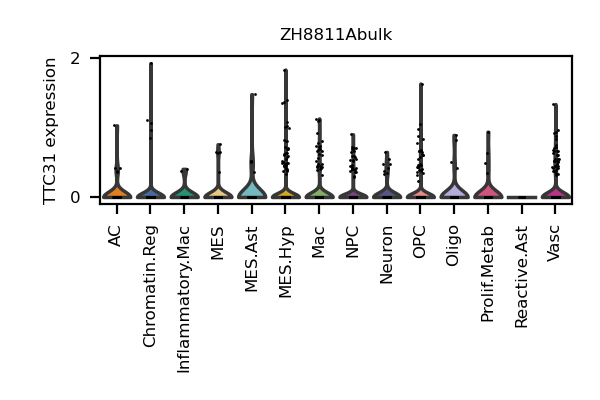 ZH8811Abulk
TTC31 expression
2
0
AC
Chromatin.Reg
Inflammatory.Mac
MES
MES.Ast
MES.Hyp
Mac
NPC
Neuron
OPC
Oligo
Prolif.Metab
Reactive.Ast
Vasc